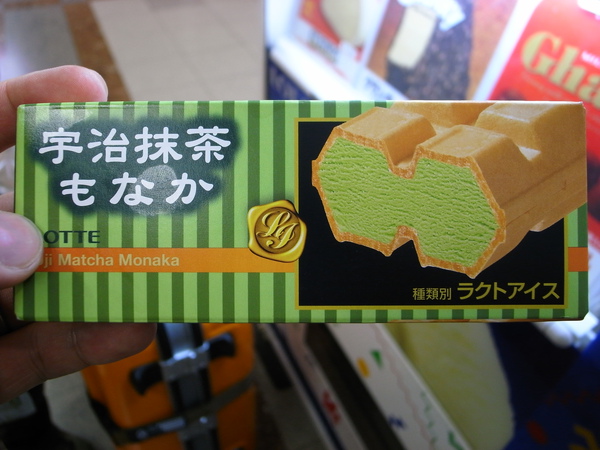 宇治抹茶
もなか
OTTE
ji Matcha Monaka
種類別 ラクトアイス
Gha